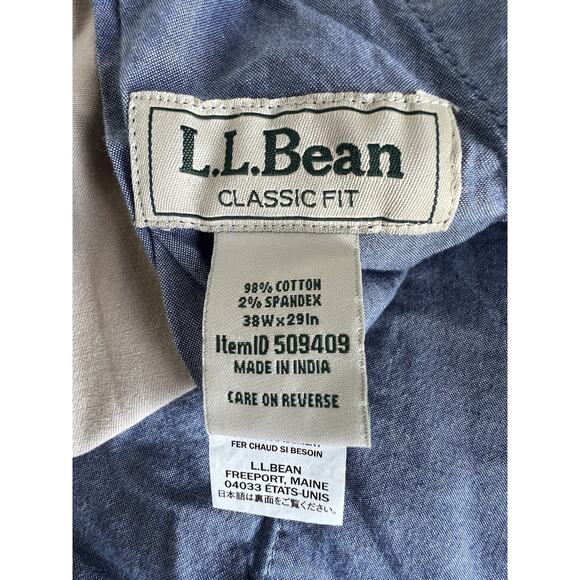 L.L.Bean
CLASSIC FIT
98% COTTON
2% SPANDEX
38W x 29In
ItemID 509409
MADE IN INDIA
CARE ON REVERSE
FER CHAUD SI BESOIN
L.L.BEAN
FREEPORT, MAINE
04033 ÉTATS-UNIS
日本語は裏面をご覧ください。